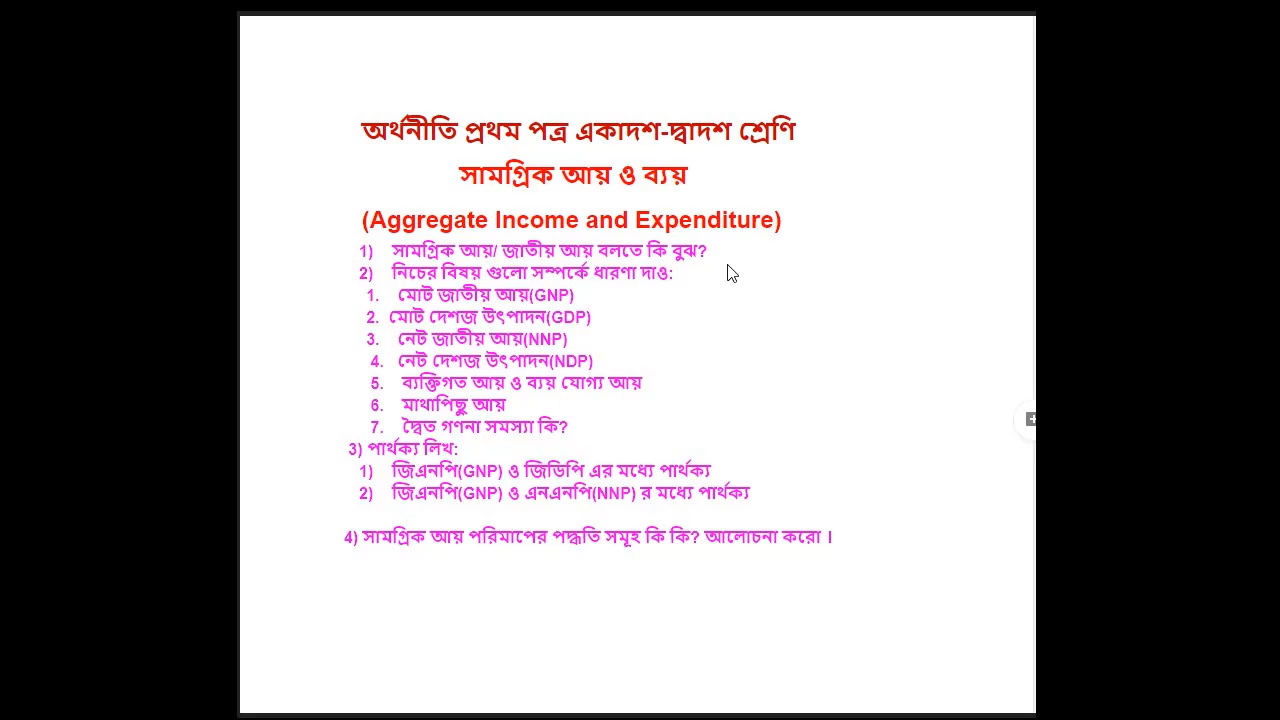 অর্থনীতি প্রথম পত্র একাদশ-দ্বাদশ শ্রেণি
সামগ্রিক আয় ও ব্যয়
(Aggregate Income and Expenditure)
1) সামগ্রিক আয়/ জাতীয় আয় বলতে কি বুঝ?
2) নিচের বিষয় গুলো সম্পর্কে ধারণা দাও:
1. মোট জাতীয় আয়(GNP)
2. মোট দেশজ উৎপাদন(GDP)
3. নেট জাতীয় আয়(NNP)
4. নেট দেশজ উৎপাদন(NDP)
5. ব্যক্তিগত আয় ও ব্যয় যোগ্য আয়
6. মাথাপিছু আয়
7. দ্বৈত গণনা সমস্যা কি?
3) পার্থক্য লিখ:
1) জিএনপি(GNP) ও জিডিপি এর মধ্যে পার্থক্য
2) জিএনপি(GNP) ও এনএনপি(NNP) র মধ্যে পার্থক্য
4) সামগ্রিক আয় পরিমাপের পদ্ধতি সমূহ কি কি? আলোচনা করো ।